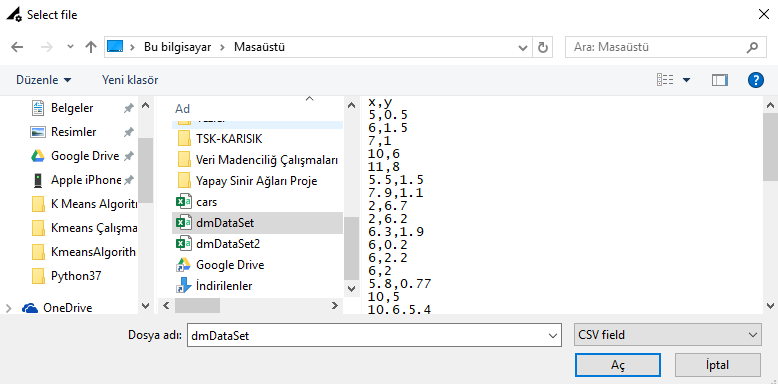 Select file
Bu bilgisayar > Masaüstü
Ara: Masaüstü
Düzenle
Yeni klasör
Belgeler
Resimler
Google Drive
Apple iPhone
K Means Algoritr
Kmeans Çalışma
KmeansAlgorith
Python37
OneDrive
Ad
TSK-KARISIK
Veri Madenciliğ Çalışmaları
Yapay Sinir Ağları Proje
cars
dmDataSet
dmDataSet2
Google Drive
İndirilenler
x,y
5,0.5
6,1.5
7,1
10,6
11,8
5.5,1.5
7.9,1.1
2,6.7
2,6.2
6.3,1.9
6,0.2
6,2.2
6,2
5.8,0.77
10,5
10.6,5.4
Dosya adı:
dmDataSet
CSV field
Aç
İptal